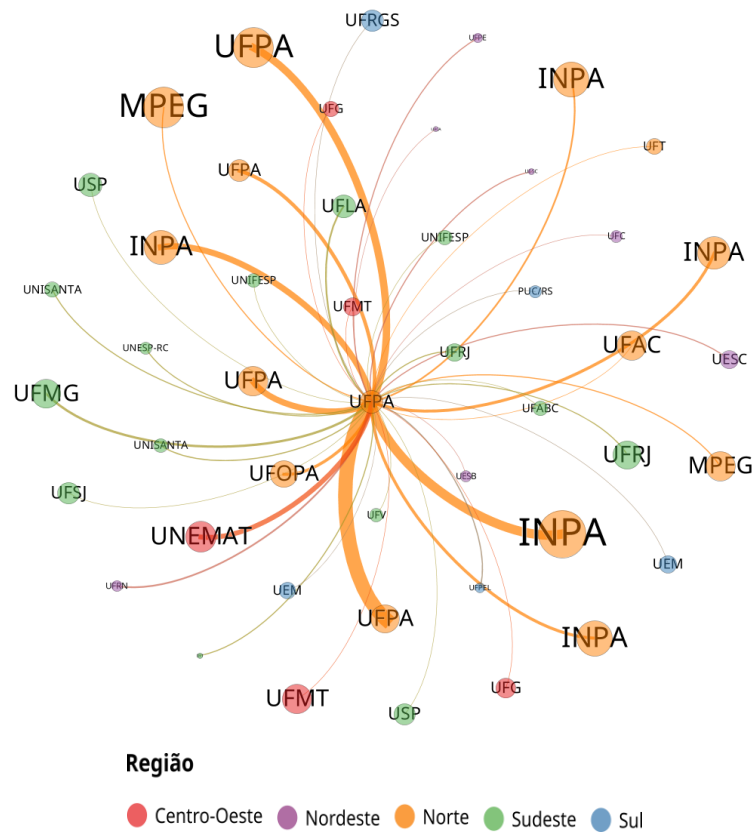 UFRGS
UFPE
UFPA
INPA
MPEG
UFG
UFT
UFPA
USP
UFLA
UNIFESP
UFC
INPA
INPA
UNIFESP
UNISANTA
PUC/RS
UFMT
UFAC
UNESP-RC
UFRJ
UESC
UFPA
UFMG
UFPA
UFABC
UNISANTA
UFRJ
MPEG
UFOPA
UESB
UFSJ
UFV
UNEMAT
INPA
UEM
UFRN
UEM
UFPEL
UFPA
INPA
UFMT
UFG
USP
Região
Centro-Oeste
Nordeste
Norte
Sudeste
Sul